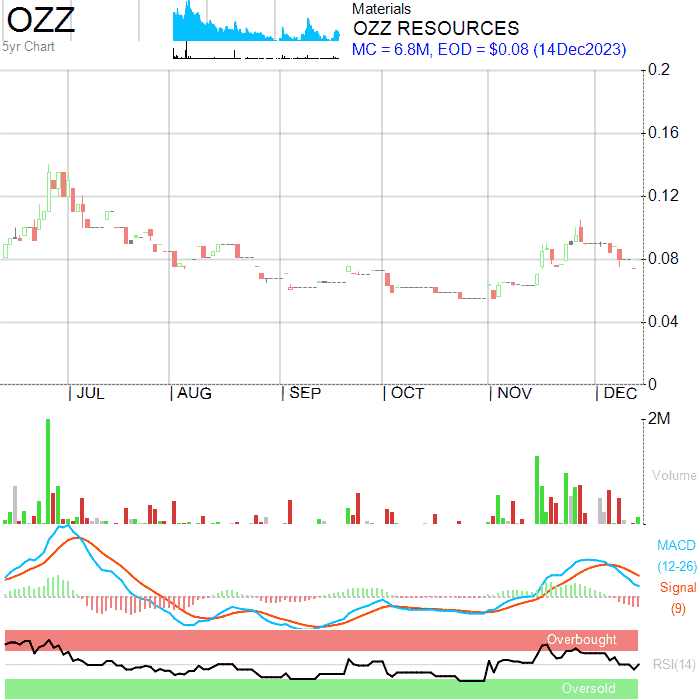 OZZ
5yr Chart
Materials
OZZ RESOURCES
MC = 6.8M, EOD = $0.08 (14Dec2023)
0.2
0.16
0.12
0.08
0.04
0
JUL AUG SEP OCT NOV DEC
2M
Volume
MACD
(12-26)
Signal
(9)
Overbought
RSI(14)
Oversold